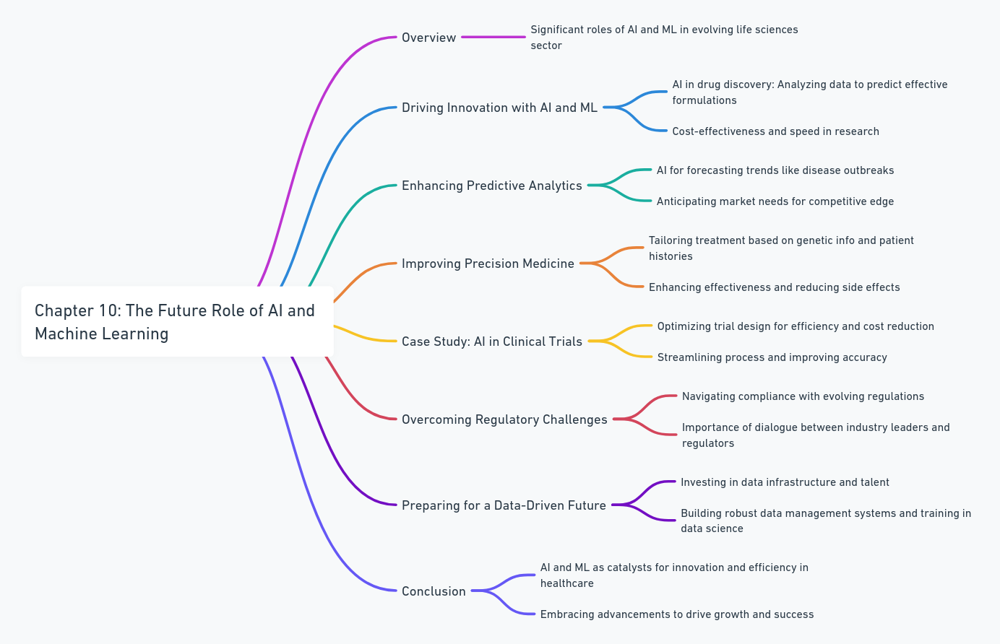 Chapter 10: The Future Role of AI and
Machine Learning
Overview
Significant roles of AI and ML in evolving life sciences
sector
Driving Innovation with AI and ML
AI in drug discovery: Analyzing data to predict effective
formulations
Cost-effectiveness and speed in research
Enhancing Predictive Analytics
AI for forecasting trends like disease outbreaks
Anticipating market needs for competitive edge
Improving Precision Medicine
Tailoring treatment based on genetic info and patient
histories
Enhancing effectiveness and reducing side effects
Case Study: AI in Clinical Trials
Optimizing trial design for efficiency and cost reduction
Streamlining process and improving accuracy
Overcoming Regulatory Challenges
Navigating compliance with evolving regulations
Importance of dialogue between industry leaders and
regulators
Preparing for a Data-Driven Future
Investing in data infrastructure and talent
Building robust data management systems and training in
data science
Conclusion
AI and ML as catalysts for innovation and efficiency in
healthcare
Embracing advancements to drive growth and success